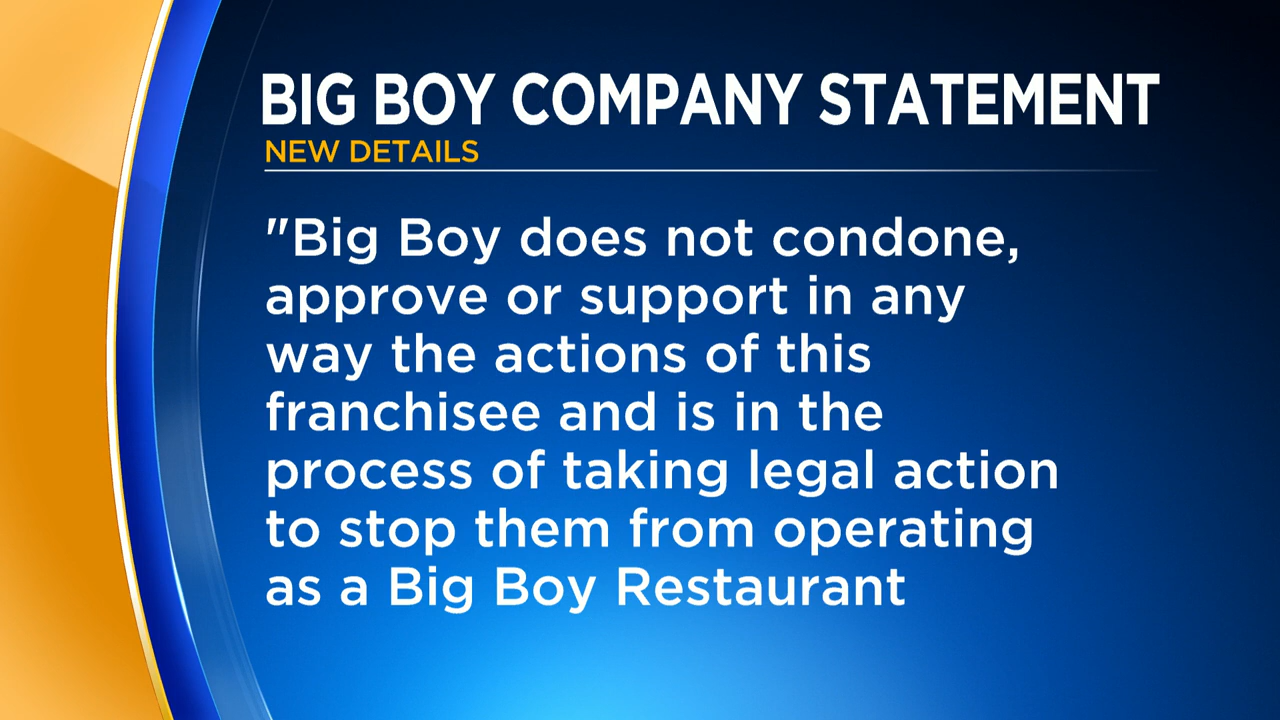 BIG BOY COMPANY STATEMENT
NEW DETAILS
"Big Boy does not condone,
approve or support in any
way the actions of this
franchisee and is in the
process of taking legal action
to stop them from operating
as a Big Boy Restaurant